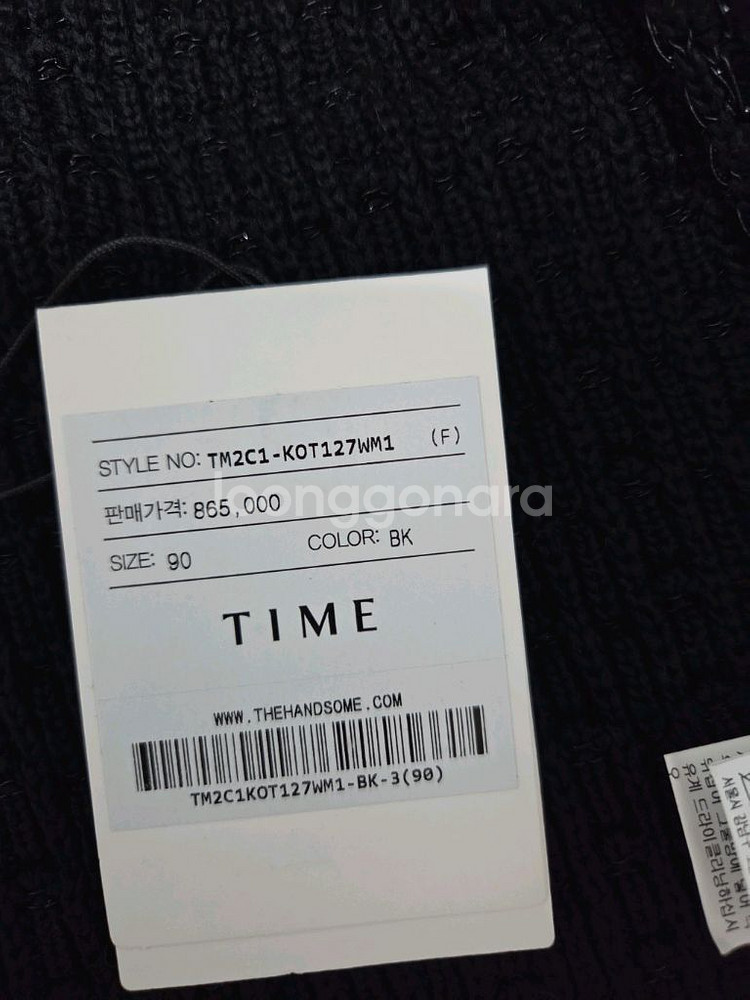 STYLE NO: TM2C1-KOT127WM1 (F)
판매가격: 865,000
joonggonara
SIZE: 90 COLOR: BK
TIME
WWW.THEHANDSOME.COM
TM2C1KOT127WM1-BK-3(90)